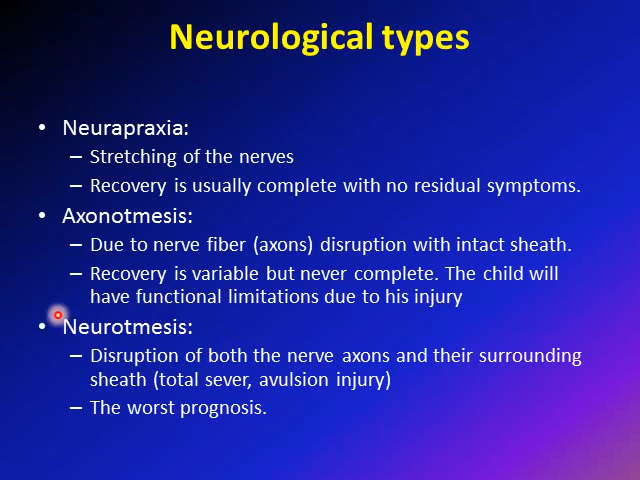 Neurological types
• Neurapraxia:
– Stretching of the nerves
– Recovery is usually complete with no residual symptoms.
• Axonotmesis:
– Due to nerve fiber (axons) disruption with intact sheath.
– Recovery is variable but never complete. The child will
have functional limitations due to his injury
• Neurotmesis:
– Disruption of both the nerve axons and their surrounding
sheath (total sever, avulsion injury)
– The worst prognosis.